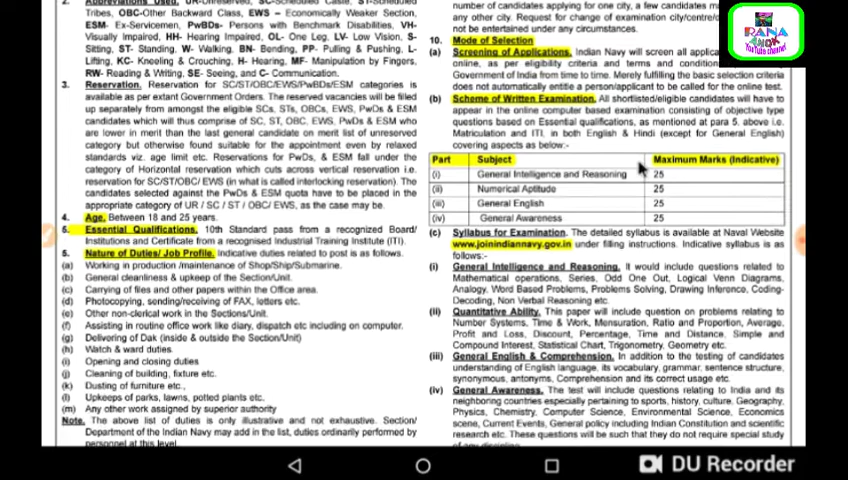 2. Abbreviations Used. UR-Unreserved, SC-Scheduled Caste, ST-Scheduled
Tribes, OBC-Other Backward Class, EWS - Economically Weaker Section,
ESM- Ex-Servicemen, PwBDs- Persons with Benchmark Disabilities, VH-
Visually Impaired, HH- Hearing Impaired, OL- One Leg, LV- Low Vision, S-
Sitting, ST- Standing, W- Walking, BN- Bending, PP- Pulling & Pushing, L-
Lifting, KC- Kneeling & Crouching, H- Hearing, MF- Manipulation by Fingers,
RW- Reading & Writing, SE- Seeing, and C- Communication.
3. Reservation. Reservation for SC/ST/OBC/EWS/PwBDs/ESM categories is
available as per extant Government Orders. The reserved vacancies will be filled
up separately from amongst the eligible SCs, STs, OBCs, EWS, PwDs & ESM
candidates which will thus comprise of SC, ST, OBC, EWS, PwDs & ESM who
are lower in merit than the last general candidate on merit list of unreserved
category but otherwise found suitable for the appointment even by relaxed
standards viz. age limit etc. Reservations for PwDs, & ESM fall under the
category of Horizontal reservation which cuts across vertical reservation i.e.
reservation for SC/ST/OBC/ EWS (in what is called interlocking reservation). The
candidates selected against the PwDs & ESM quota have to be placed in the
appropriate category of UR / SC / ST / OBC/ EWS, as the case may be.
4. Age. Between 18 and 25 years.
5. Essential Qualifications. 10th Standard pass from a recognized Board/
Institutions and Certificate from a recognised Industrial Training Institute (ITI).
5. Nature of Duties/ Job Profile. Indicative duties related to post is as follows.
(a) Working in production /maintenance of Shop/Ship/Submarine.
(b) General cleanliness & upkeep of the Section/Unit.
(c) Carrying of files and other papers within the Office area.
(d) Photocopying, sending/receiving of FAX, letters etc.
(e) Other non-clerical work in the Sections/Unit.
(f) Assisting in routine office work like diary, dispatch etc including on computer.
(g) Delivering of Dak (inside & outside the Section/Unit)
(h) Watch & ward duties
(i) Opening and closing duties
(j) Cleaning of building, fixture etc.
(k) Dusting of furniture etc.,
(l) Upkeeps of parks, lawns, potted plants etc.
(m) Any other work assigned by superior authority
Note. The above list of duties is only illustrative and not exhaustive. Section/
Department of the Indian Navy may add in the list, duties ordinarily performed by
personnel at this level
number of candidates applying for one city, a few candidates m
any other city. Request for change of examination city/centre/d
not be entertained under any circumstances.
10. Mode of Selection
(a) Screening of Applications. Indian Navy will screen all applic
online, as per eligibility criteria and terms and conditions
Government of India from time to time. Merely fulfilling the basic selection criteria
does not automatically entitle a person/applicant to be called for the online test.
(b) Scheme of Written Examination. All shortlisted/eligible candidates will have to
appear in the online computer based examination consisting of objective type
questions based on Essential qualifications, as mentioned at para 5. above i.e.
Matriculation and ITI, in both English & Hindi (except for General English)
covering aspects as below:-
Part Subject Maximum Marks (Indicative)
(i) General Intelligence and Reasoning 25
(ii) Numerical Aptitude 25
(iii) General English 25
(iv) General Awareness 25
(c) Syllabus for Examination. The detailed syllabus is available at Naval Website
www.joinindiannavy.gov.in under filling instructions. Indicative syllabus is as
follows:-
(i) General Intelligence and Reasoning. It would include questions related to
Mathematical operations, Series, Odd One Out, Logical Venn Diagrams,
Analogy, Word Based Problems, Problems Solving, Drawing Inference, Coding-
Decoding, Non Verbal Reasoning etc.
(ii) Quantitative Ability. This paper will include question on problems relating to
Number Systems, Time & Work, Mensuration, Ratio and Proportion, Average,
Profit and Loss, Discount, Percentage, Time and Distance, Simple and
Compound Interest, Statistical Chart, Trigonometry, Geometry etc.
(iii) General English & Comprehension. In addition to the testing of candidates
understanding of English language, its vocabulary, grammar, sentence structure,
synonymous, antonyms, Comprehension and its correct usage etc.
(iv) General Awareness. The test will include questions relating to India and its
neighboring countries especially pertaining to sports, history, culture, Geography,
Physics, Chemistry, Computer Science, Environmental Science, Economics
scene, Current Events, General policy including Indian Constitution and scientific
research etc. These questions will be such that they do not require special study
of any discipline
RANA
YouTube channel
DU Recorder